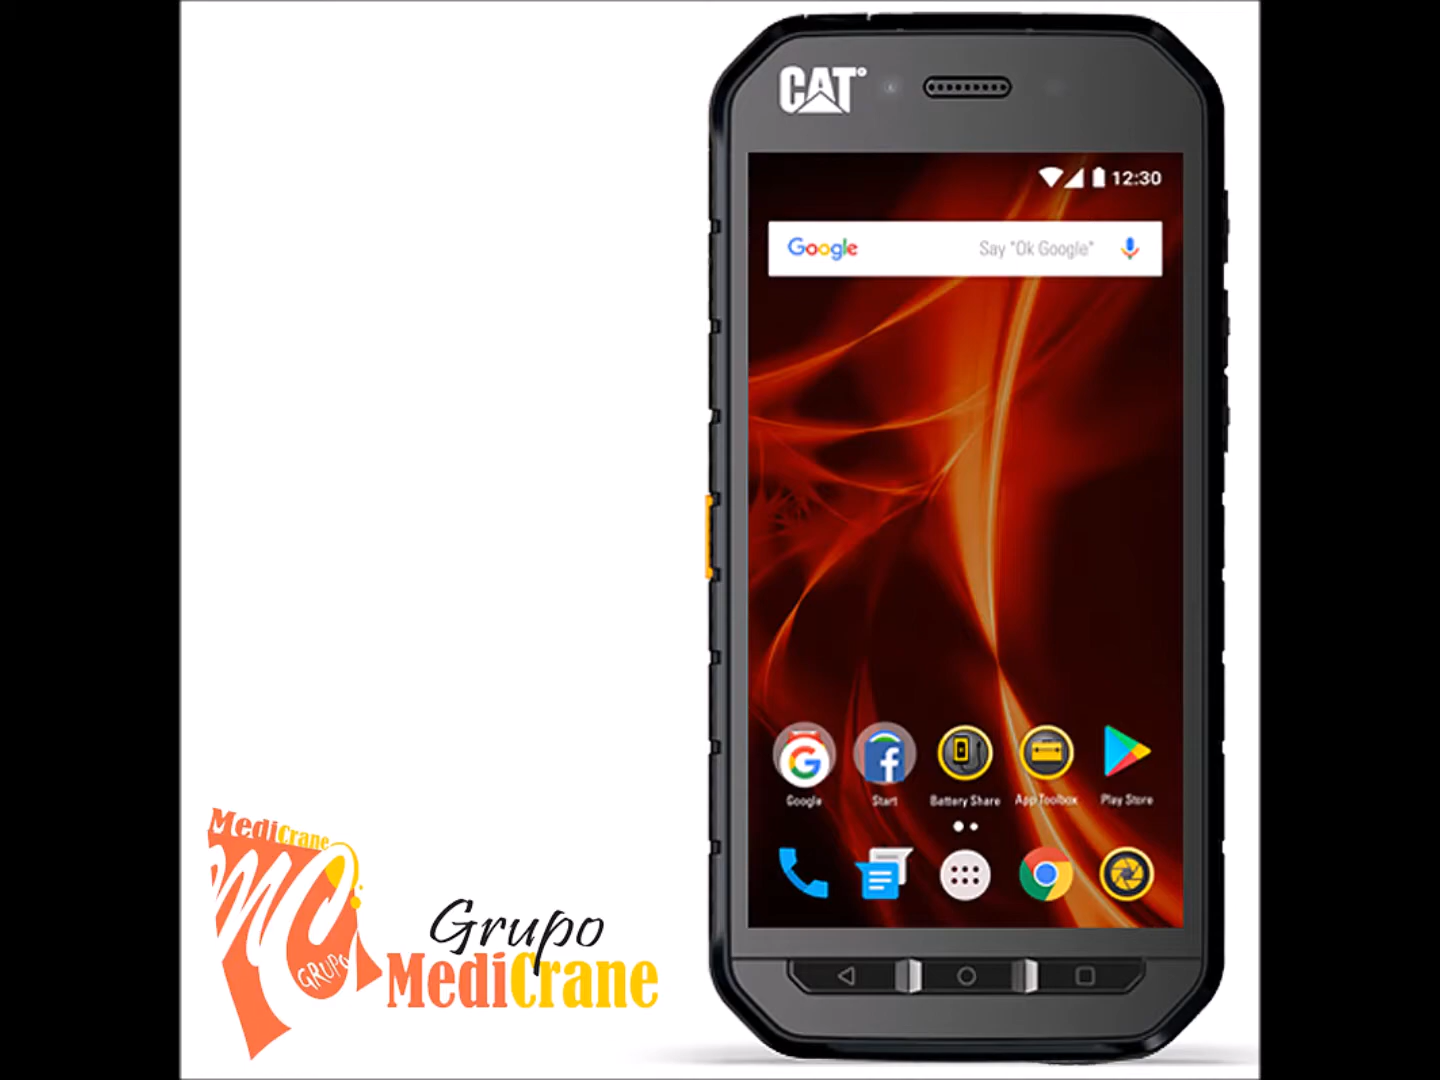 CAT
12:30
Google Say "Ok Google"
Google Start Battery Share App Toolbox Play Store
MediCrane
MC
GRUPO
Grupo
MediCrane